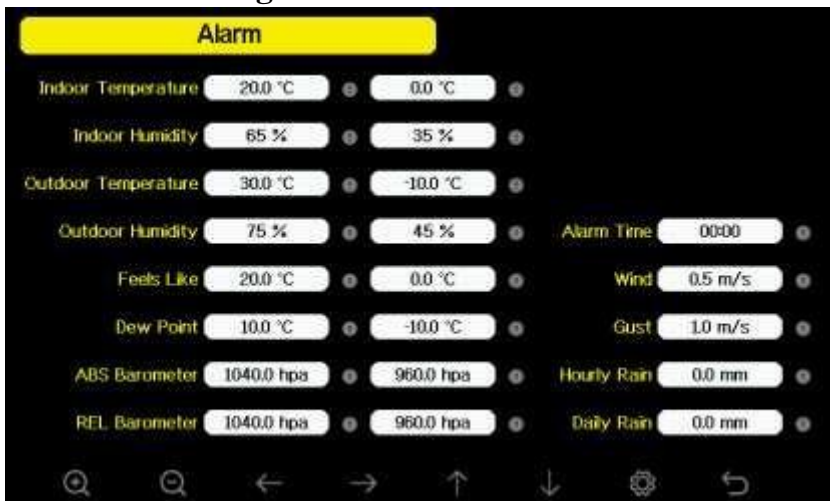 Alarm
Indoor Temperature 20.0 °C 0.0 °C
Indoor Humidity 65 % 35 %
Outdoor Temperature 30.0 °C -10.0 °C
Outdoor Humidity 75 % 45 % Alarm Time 00:00
Feels Like 20.0 °C 0.0 °C Wind 0.5 m/s
Dew Point 10.0 °C -10.0 °C Gust 1.0 m/s
ABS Barometer 1040.0 hpa 960.0 hpa Hourly Rain 0.0 mm
REL Barometer 1040.0 hpa 960.0 hpa Daily Rain 0.0 mm